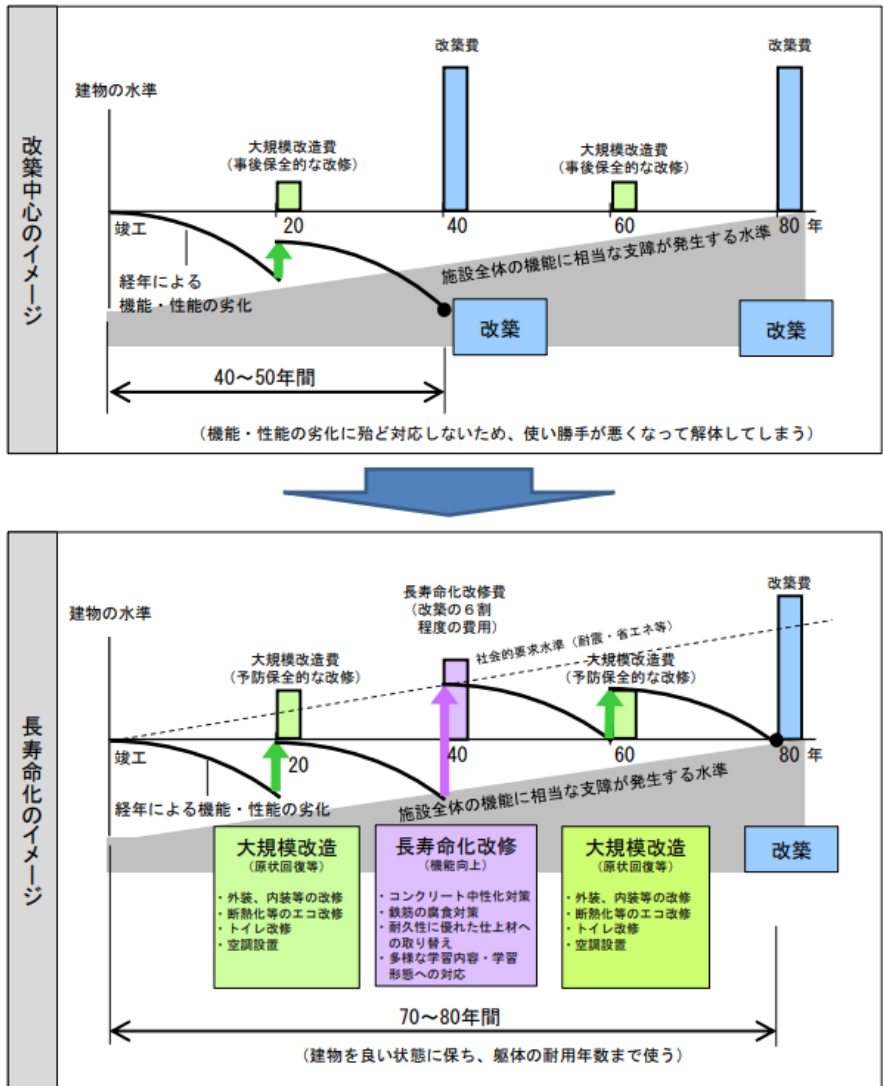 改築中心のイメージ
建物の水準
改築費
改築費
大規模改造費
（事後保全的な改修）
大規模改造費
（事後保全的な改修）
竣工
20
40
60
80 年
経年による
機能・性能の劣化
施設全体の機能に相当な支障が発生する水準
改築
改築
40～50年間
（機能・性能の劣化に殆ど対応しないため、使い勝手が悪くなって解体してしまう）
長寿命化のイメージ
建物の水準
長寿命化改修費
（改築の６割
程度の費用）
改築費
社会的要求水準（耐震・省エネ等）
大規模改造費
（予防保全的な改修）
大規模改造費
（予防保全的な改修）
竣工
20
40
60
80 年
経年による機能・性能の劣化
施設全体の機能に相当な支障が発生する水準
大規模改造
（原状回復等）
・外装、内装等の改修
・断熱化等のエコ改修
・トイレ改修
・空調設置
長寿命化改修
（機能向上）
・コンクリート中性化対策
・鉄筋の腐食対策
・耐久性に優れた仕上材へ
の取り替え
・多様な学習内容・学習
形態への対応
大規模改造
（原状回復等）
・外装、内装等の改修
・断熱化等のエコ改修
・トイレ改修
・空調設置
改築
70～80年間
（建物を良い状態に保ち、躯体の耐用年数まで使う）